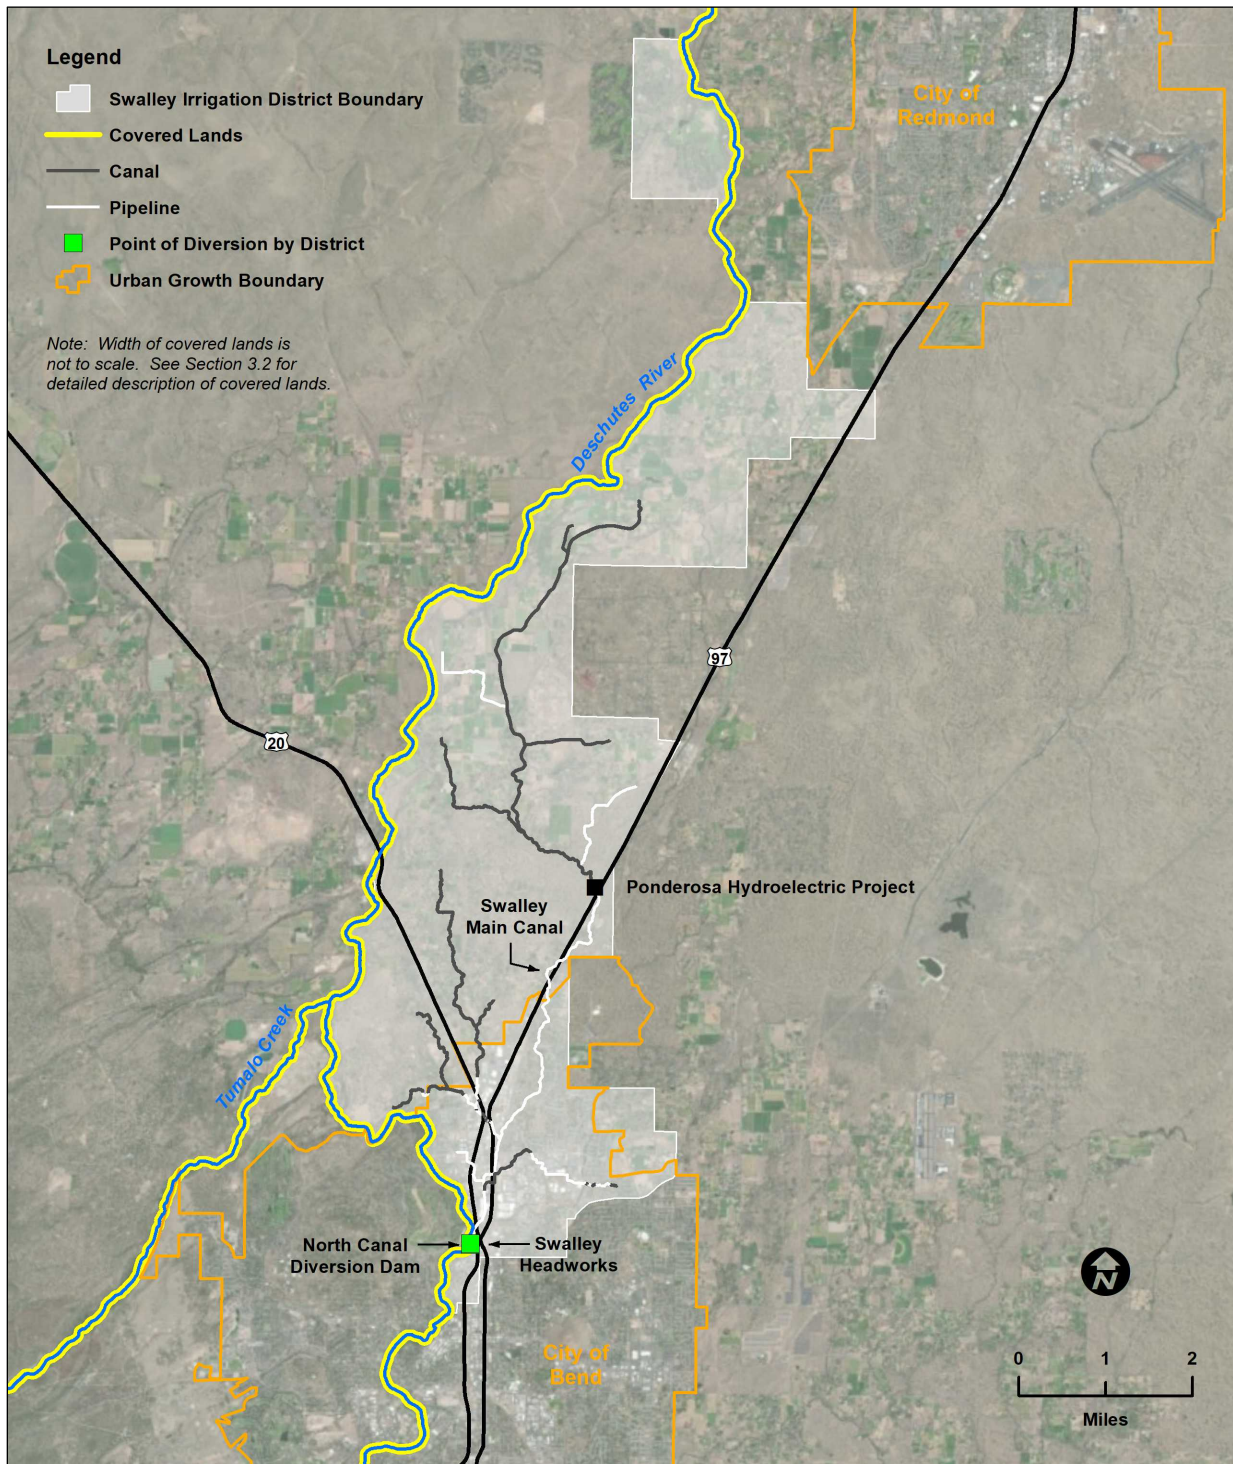 Legend
Swalley Irrigation District Boundary
Covered Lands
Canal
Pipeline
Point of Diversion by District
Urban Growth Boundary
Note: Width of covered lands is
not to scale. See Section 3.2 for
detailed description of covered lands.
City of
Redmond
Deschutes River
97
20
Ponderosa Hydroelectric Project
Swalley
Main Canal
Tumalo Creek
North Canal
Diversion Dam
Swalley
Headworks
N
City of
Bend
0 1 2
Miles